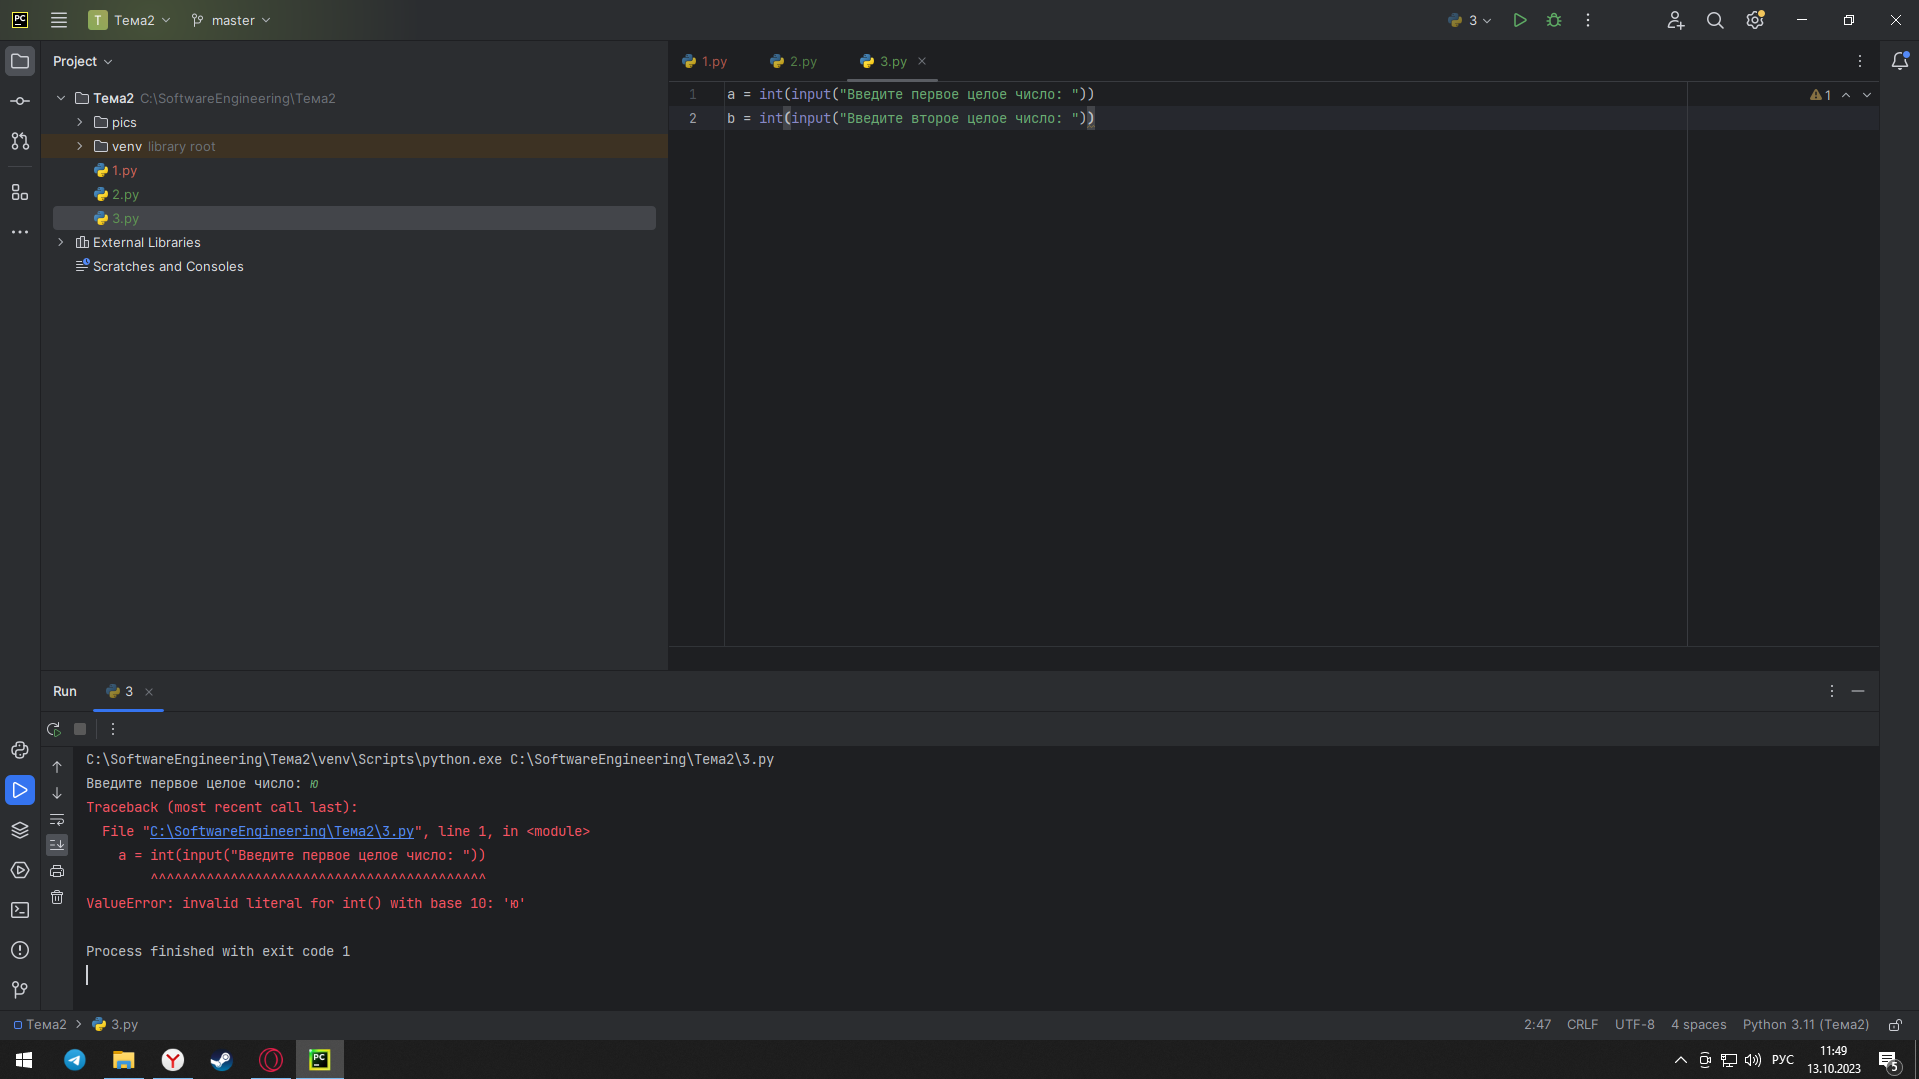 PC T Тема2 master 3
Project
Тема2 C:\SoftwareEngineering\Тема2
pics
venv library root
1.py
2.py
3.py
External Libraries
Scratches and Consoles
1.py 2.py 3.py
1 a = int(input("Введите первое целое число: "))
2 b = int(input("Введите второе целое число: "))
1
Run 3
C:\SoftwareEngineering\Тема2\venv\Scripts\python.exe C:\SoftwareEngineering\Тема2\3.py
Введите первое целое число: ю
Traceback (most recent call last):
File "C:\SoftwareEngineering\Тема2\3.py", line 1, in <module>
a = int(input("Введите первое целое число: "))
^^^^^^^^^^^^^^^^^^^^^^^^^^^^^^^^^^^^^^^^^^
ValueError: invalid literal for int() with base 10: 'ю'
Process finished with exit code 1
Тема2 3.py 2:47 CRLF UTF-8 4 spaces Python 3.11 (Тема2)
PC РУС 11:49
13.10.2023
5